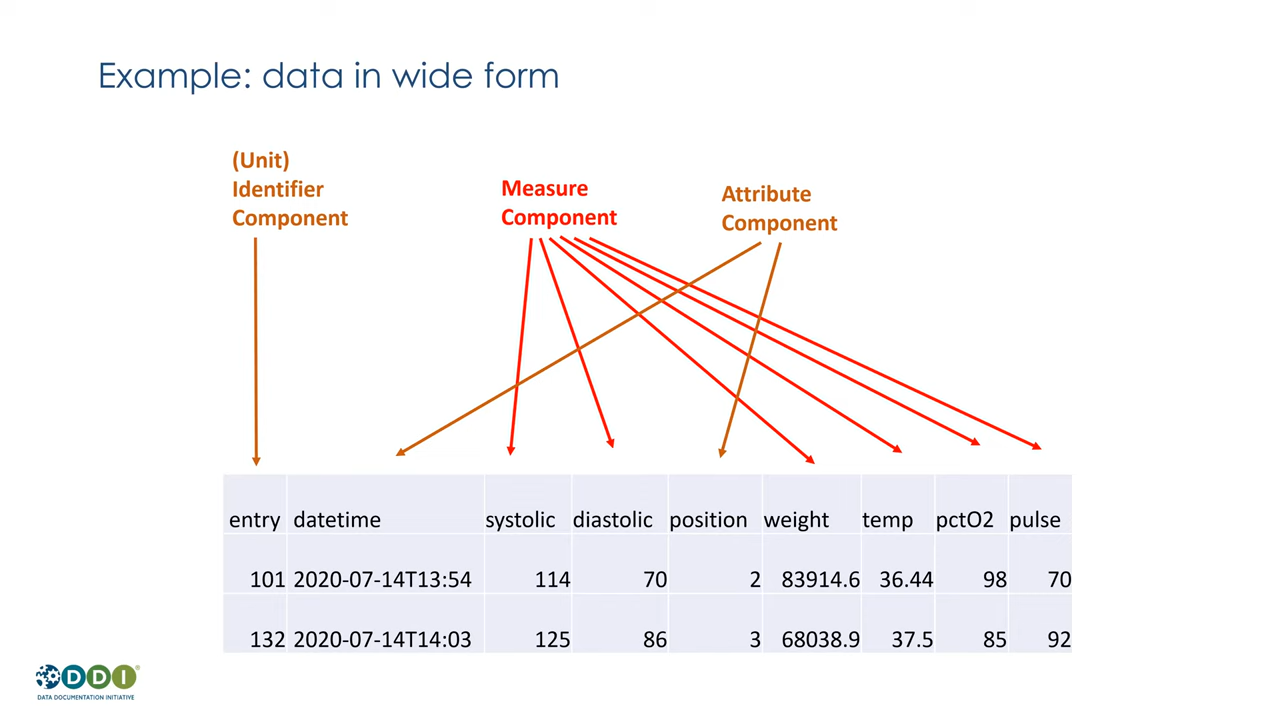 Example: data in wide form
(Unit)
Identifier
Component
Measure
Component
Attribute
Component
entry datetime systolic diastolic position weight temp pctO2 pulse
101 2020-07-14T13:54 114 70 2 83914.6 36.44 98 70
132 2020-07-14T14:03 125 86 3 68038.9 37.5 85 92
DDI®
DATA DOCUMENTATION INITIATIVE